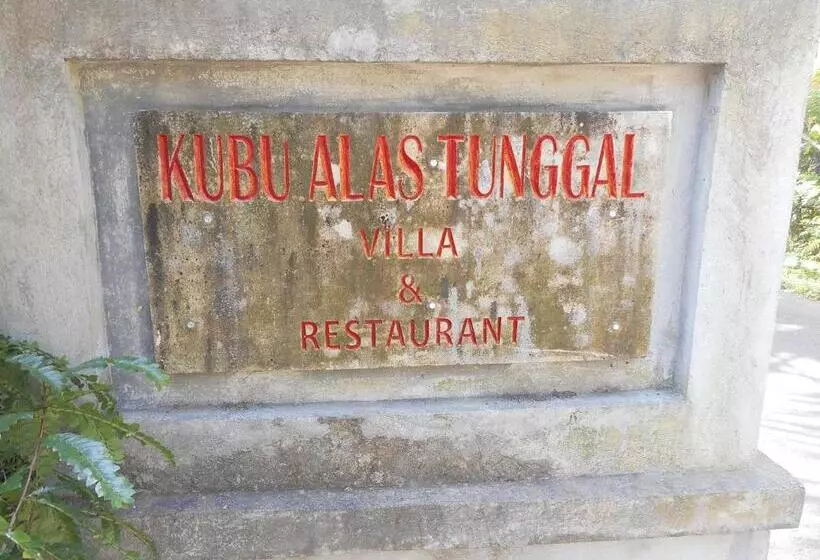 KUBU ALAS TUNGGAL
VILLA
&
RESTAURANT